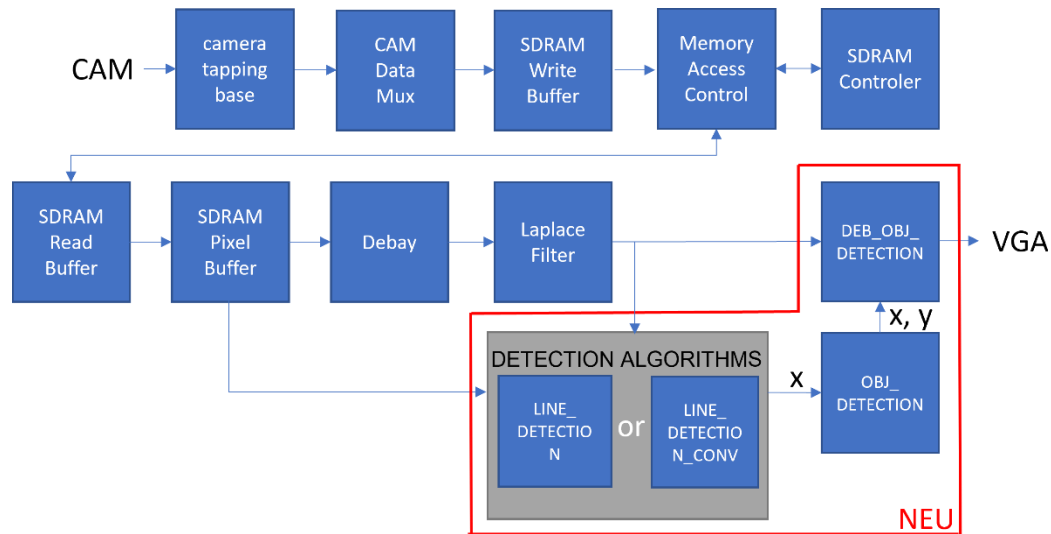 CAM
camera
tapping
base
CAM
Data
Mux
SDRAM
Write
Buffer
Memory
Access
Control
SDRAM
Controler
SDRAM
Read
Buffer
SDRAM
Pixel
Buffer
Debay
Laplace
Filter
DEB_OBJ_
DETECTION
VGA
x, y
DETECTION ALGORITHMS
LINE_
DETECTIO
N
or
LINE_
DETECTIO
N_CONV
x
OBJ_
DETECTION
NEU